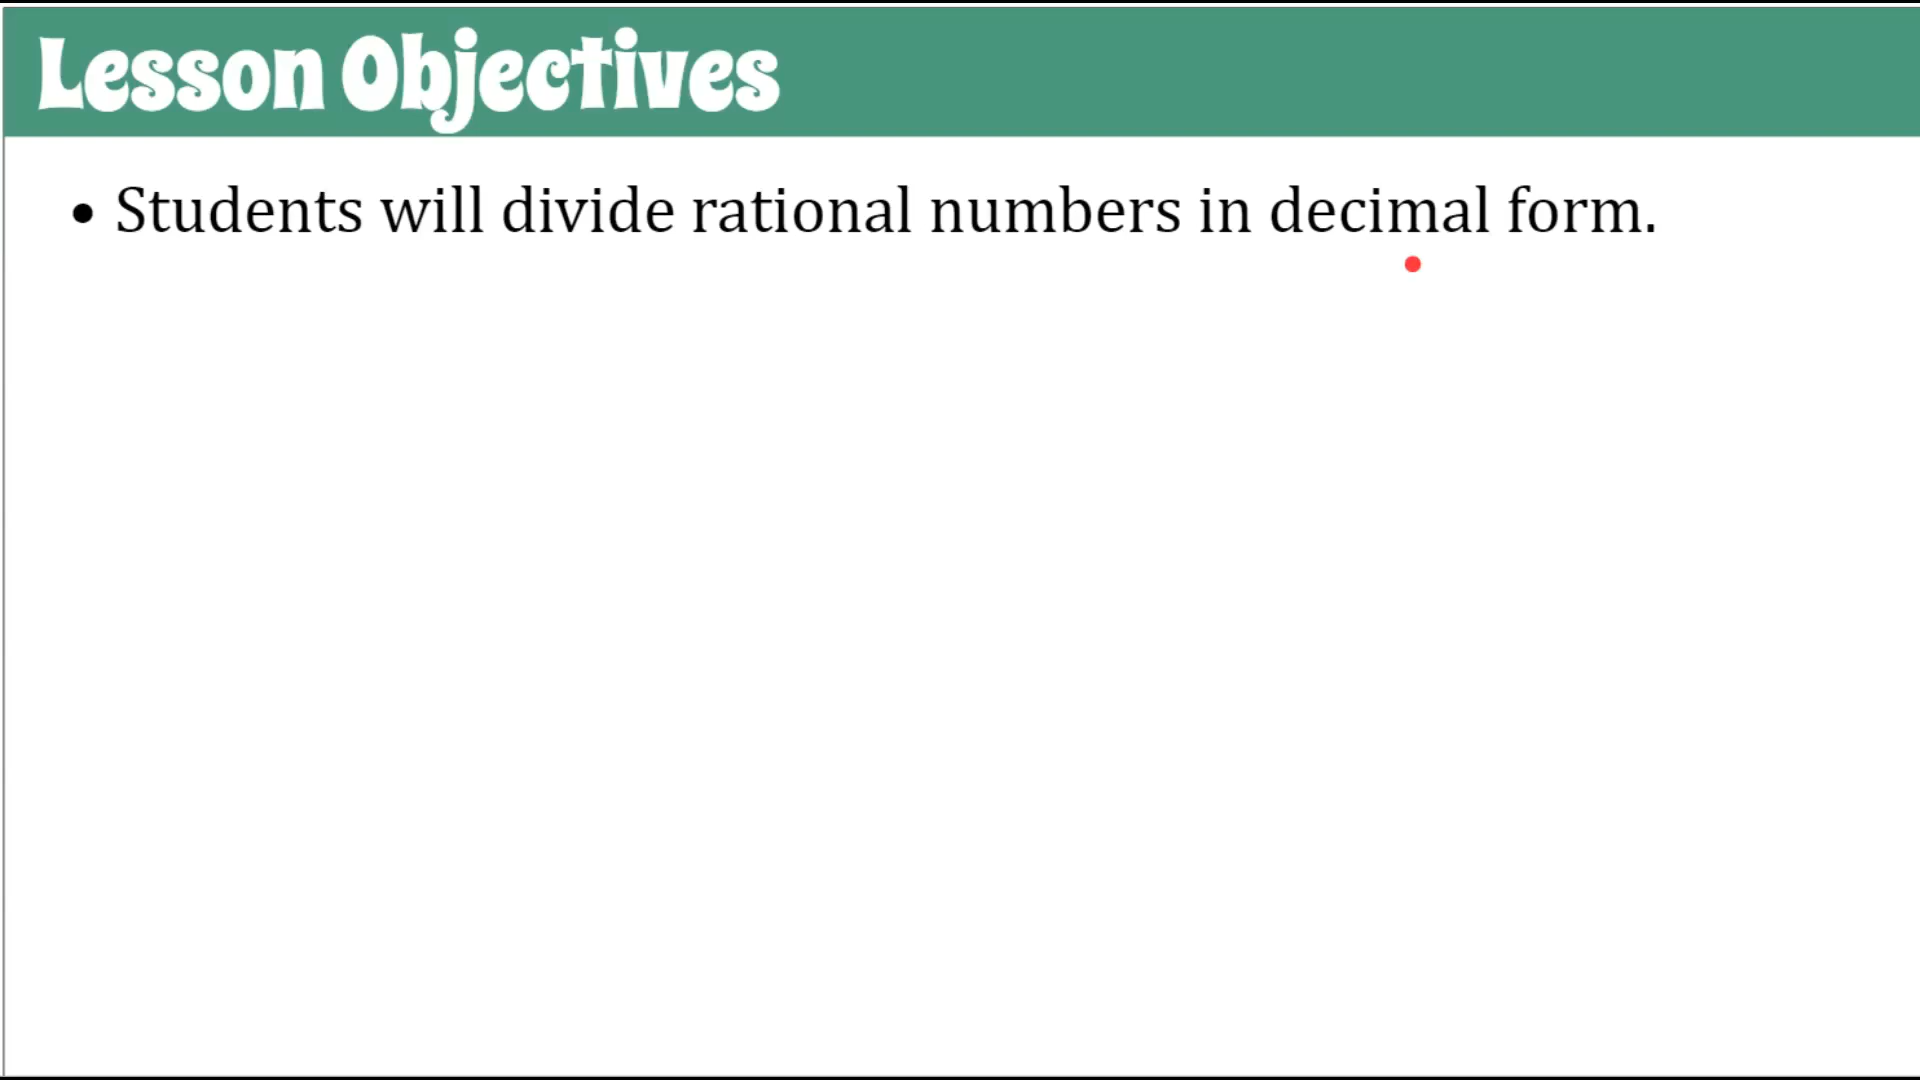 Lesson Objectives
• Students will divide rational numbers in decimal form.